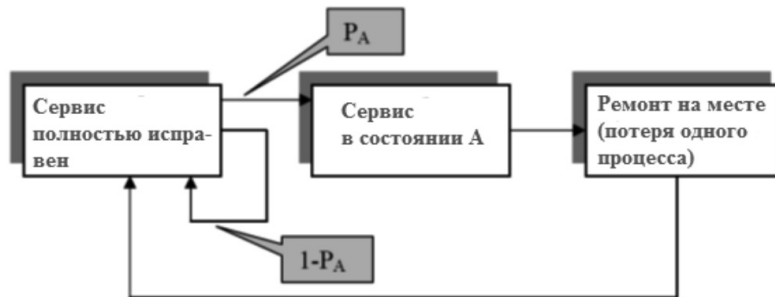 P_A
Сервис
полностью испра-
вен
Сервис
в состоянии А
Ремонт на месте
(потеря одного
процесса)
1-P_A